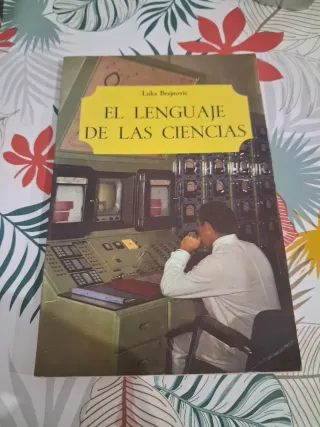 Luka Brajnovic
EL LENGUAJE
DE LAS CIENCIAS